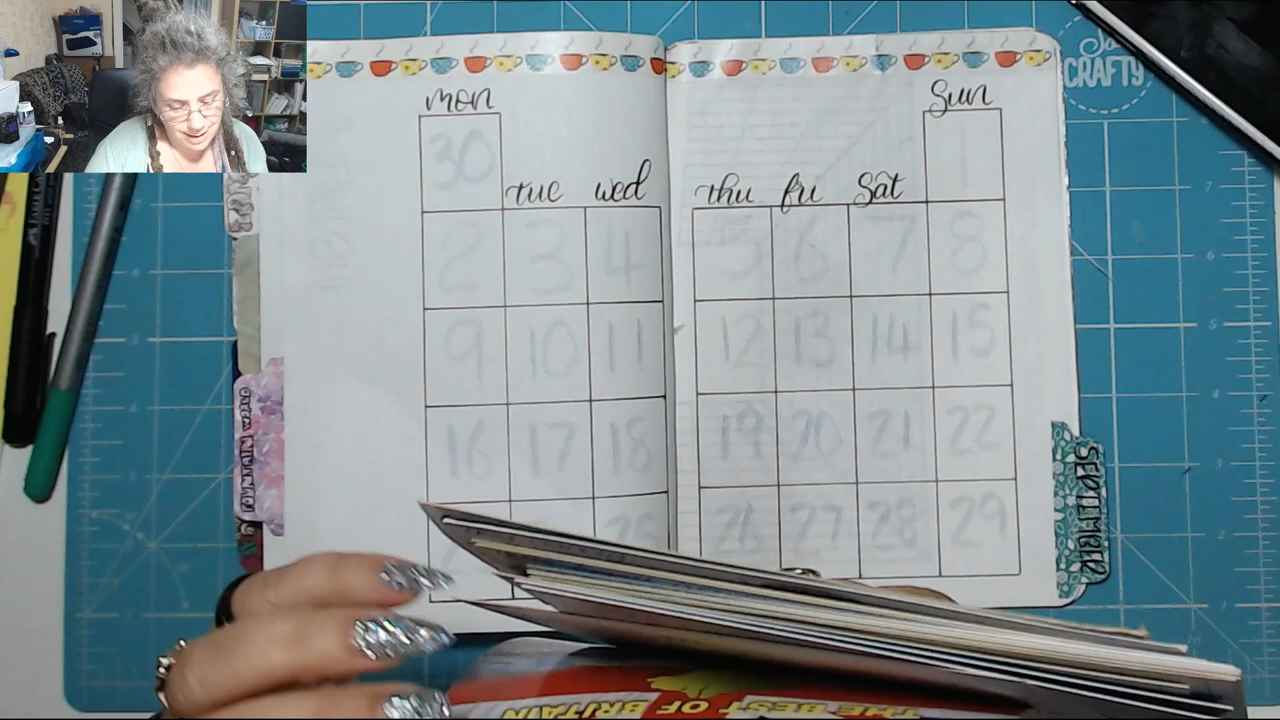 mon
Sun
30
1
Tue wed
Thu fri Sat
2 3 4 5 6 7 8
9 10 11 12 13 14 15
16 17 18 19 20 21 22
25 26 27 28 29
SEPTEMBER
CRAFTY
THE BEST OF BRITAIN